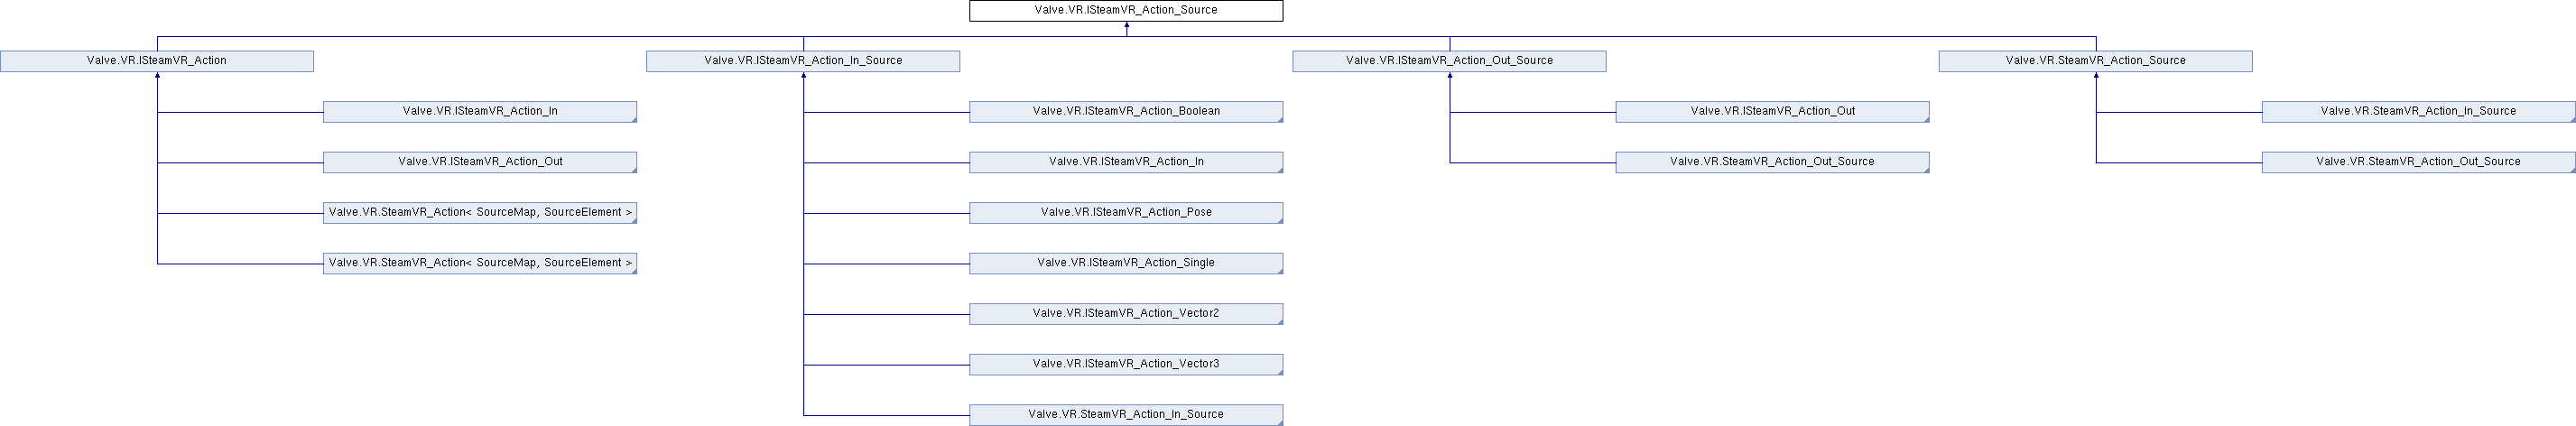 Valve.VR.ISteamVR_Action_Source
Valve.VR.ISteamVR_Action
Valve.VR.ISteamVR_Action_In_Source
Valve.VR.ISteamVR_Action_Out_Source
Valve.VR.SteamVR_Action_Source
Valve.VR.ISteamVR_Action_In
Valve.VR.ISteamVR_Action_Boolean
Valve.VR.ISteamVR_Action_Out
Valve.VR.SteamVR_Action_In_Source
Valve.VR.ISteamVR_Action_Out
Valve.VR.ISteamVR_Action_In
Valve.VR.SteamVR_Action_Out_Source
Valve.VR.SteamVR_Action_Out_Source
Valve.VR.SteamVR_Action< SourceMap, SourceElement >
Valve.VR.ISteamVR_Action_Pose
Valve.VR.SteamVR_Action< SourceMap, SourceElement >
Valve.VR.ISteamVR_Action_Single
Valve.VR.ISteamVR_Action_Vector2
Valve.VR.ISteamVR_Action_Vector3
Valve.VR.SteamVR_Action_In_Source